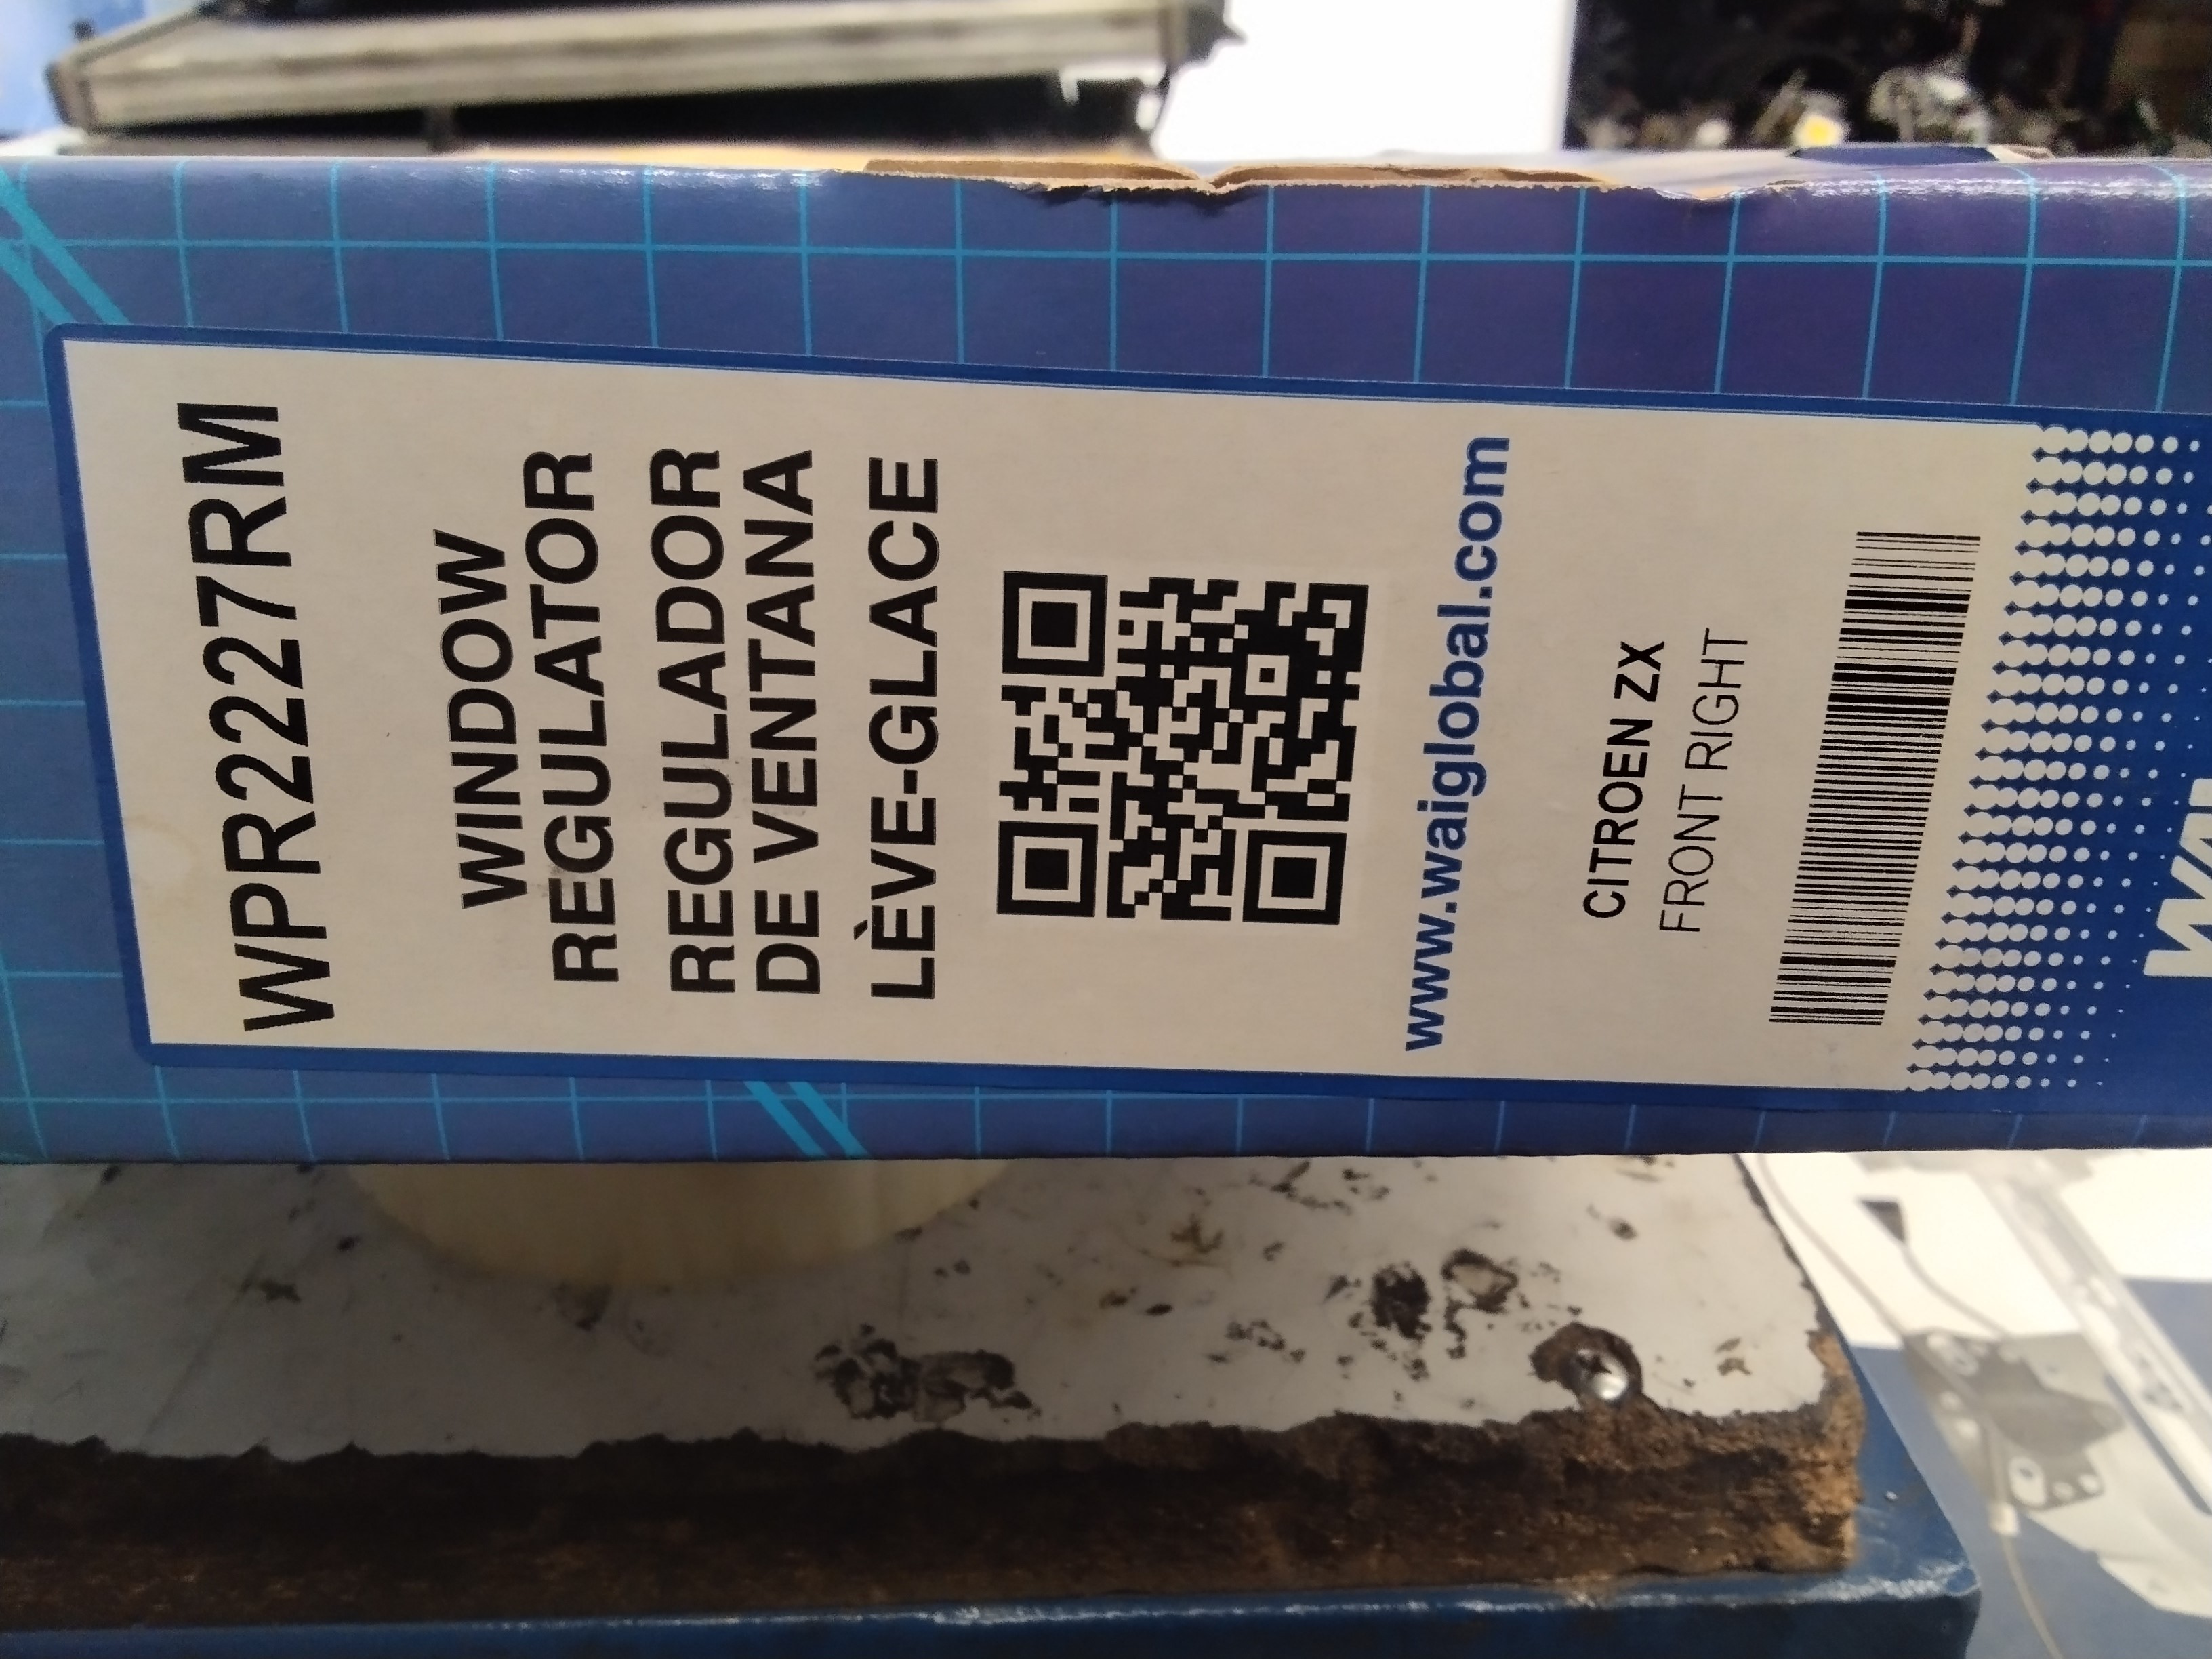 WPR2227RM
WINDOW
REGULATOR
REGULADOR
DE VENTANA
LÈVE-GLACE
www.waiglobal.com
CITROEN ZX
FRONT RIGHT